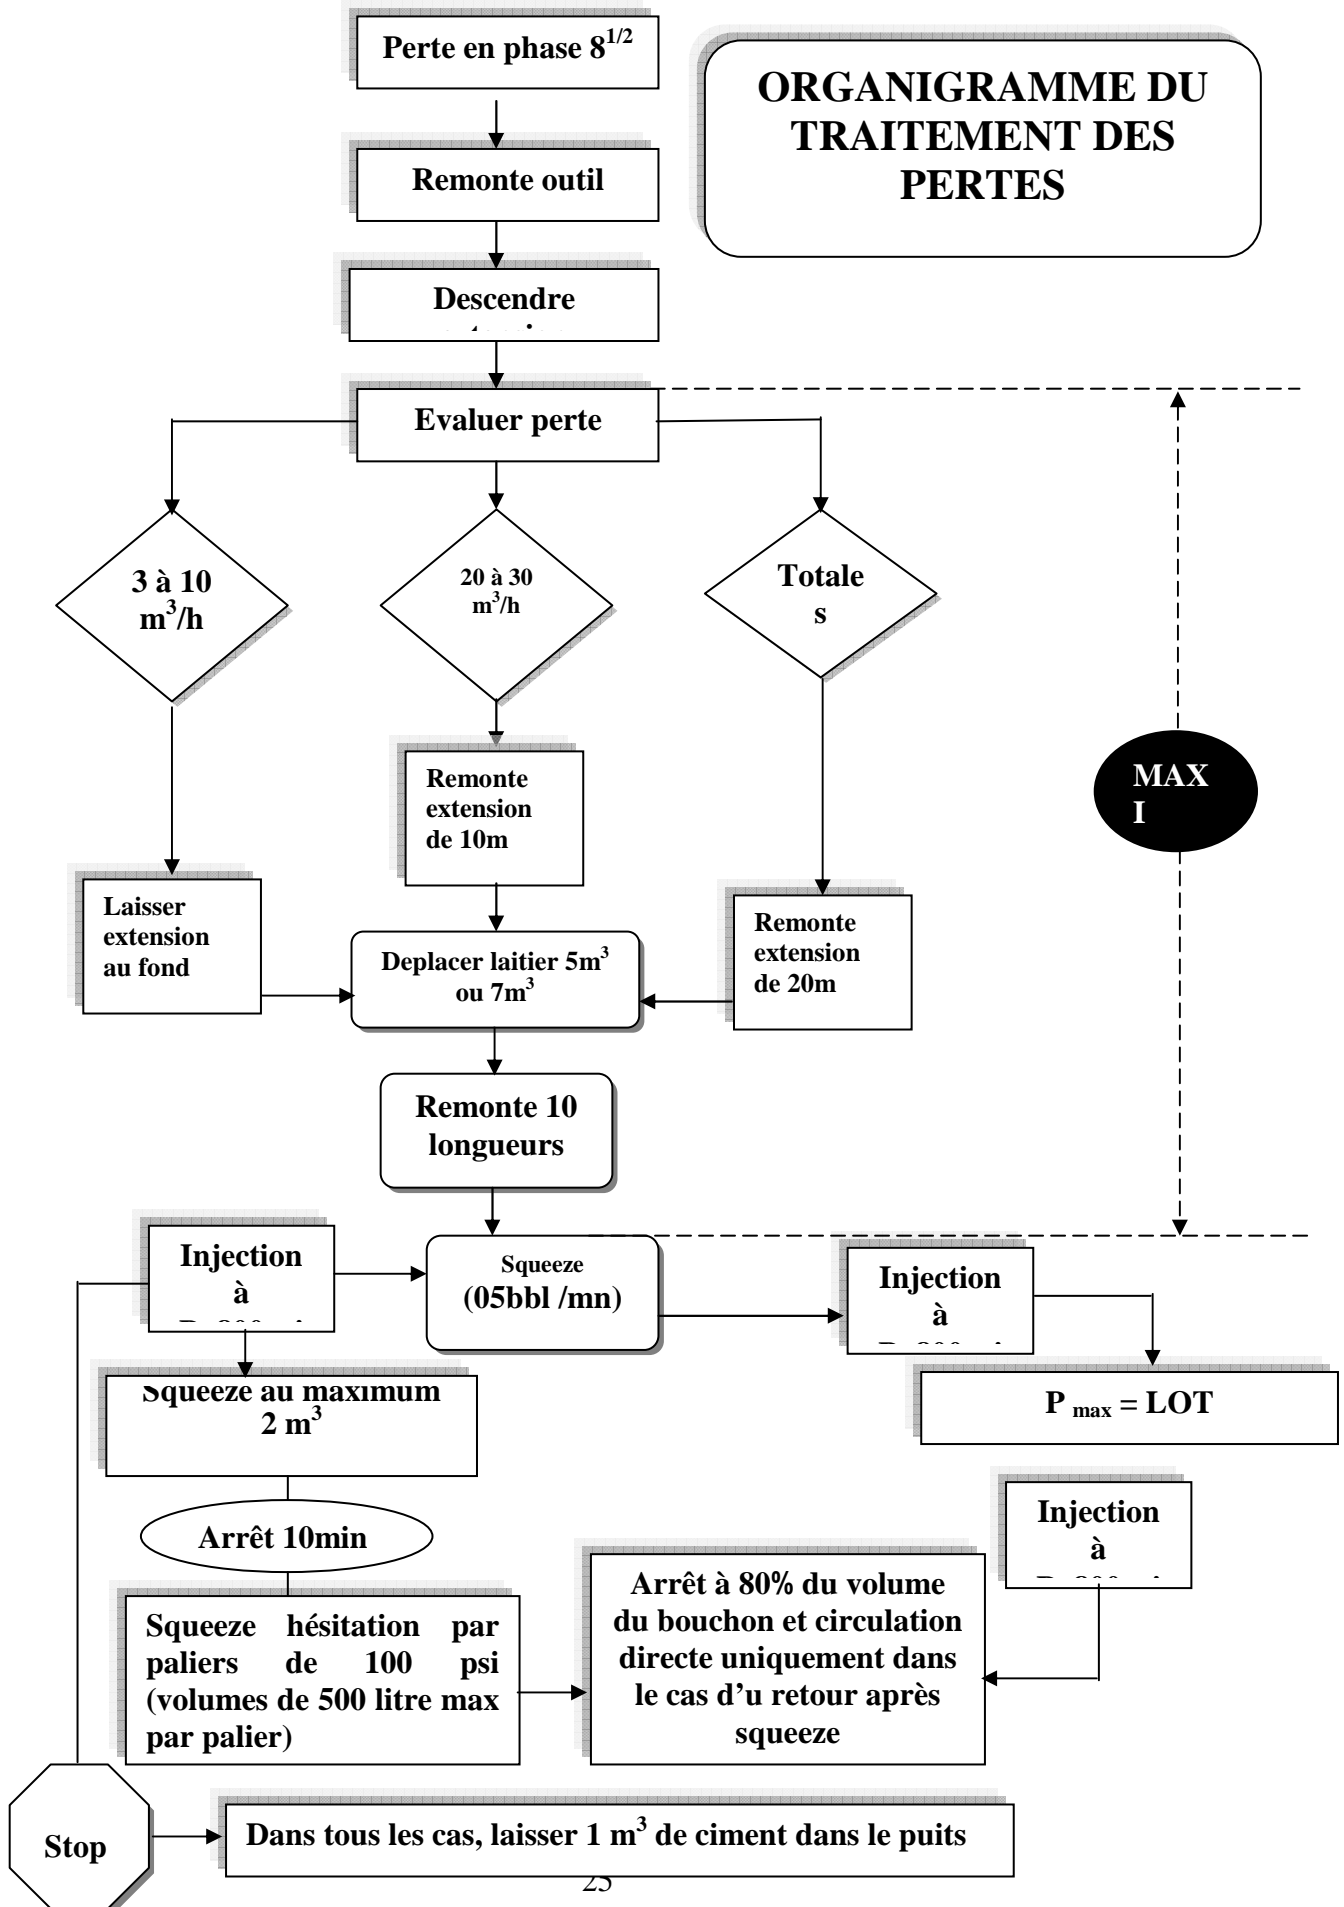 Perte en phase 8^1/2
ORGANIGRAMME DU
TRAITEMENT DES
PERTES
Remonte outil
Descendre
Evaluer perte
3 à 10
m³/h
20 à 30
m³/h
Totale
s
MAX
I
Remonte
extension
de 10m
Laisser
extension
au fond
Remonte
extension
de 20m
Deplacer laitier 5m³
ou 7m³
Remonte 10
longueurs
Injection
à
Squeeze
(05bbl /mn)
Injection
à
Squeeze au maximum
2 m³
P max = LOT
Arrêt 10min
Injection
à
Squeeze hésitation par
paliers de 100 psi
(volumes de 500 litre max
par palier)
Arrêt à 80% du volume
du bouchon et circulation
directe uniquement dans
le cas d'u retour après
squeeze
Stop
Dans tous les cas, laisser 1 m³ de ciment dans le puits
25